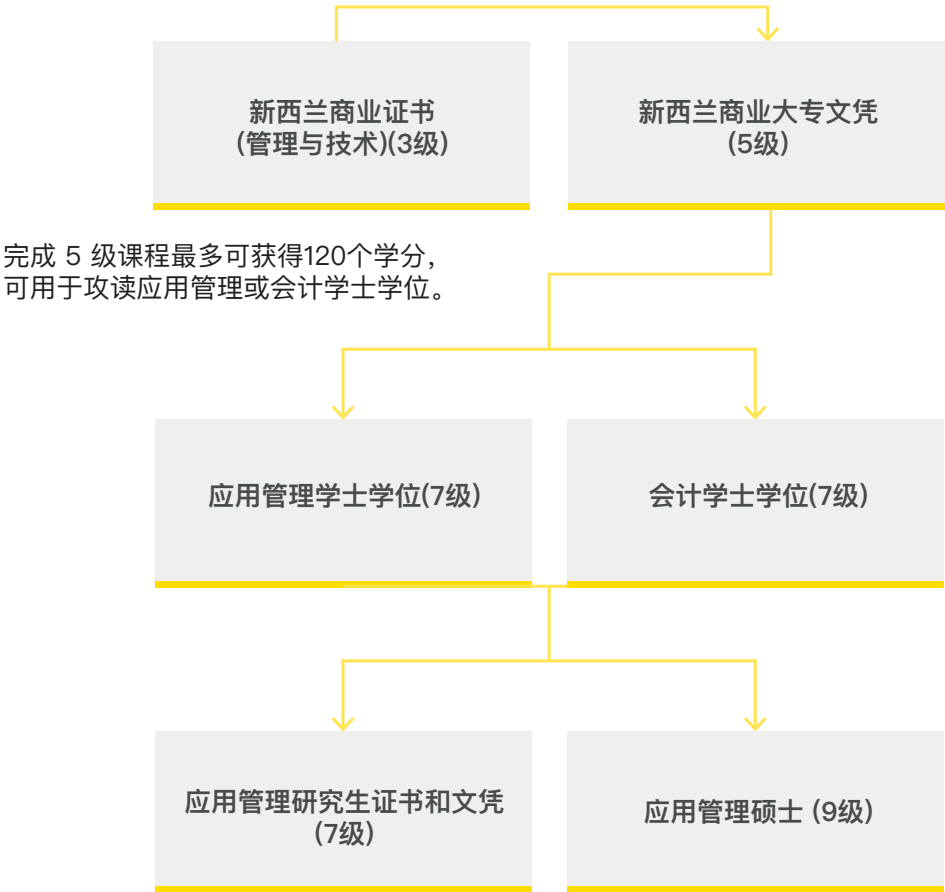 新西兰商业证书
(管理与技术)(3级)
新西兰商业大专文凭
(5级)
完成 5 级课程最多可获得120个学分,
可用于攻读应用管理或会计学士学位。
应用管理学士学位(7级)
会计学士学位(7级)
应用管理研究生证书和文凭
(7级)
应用管理硕士 (9级)